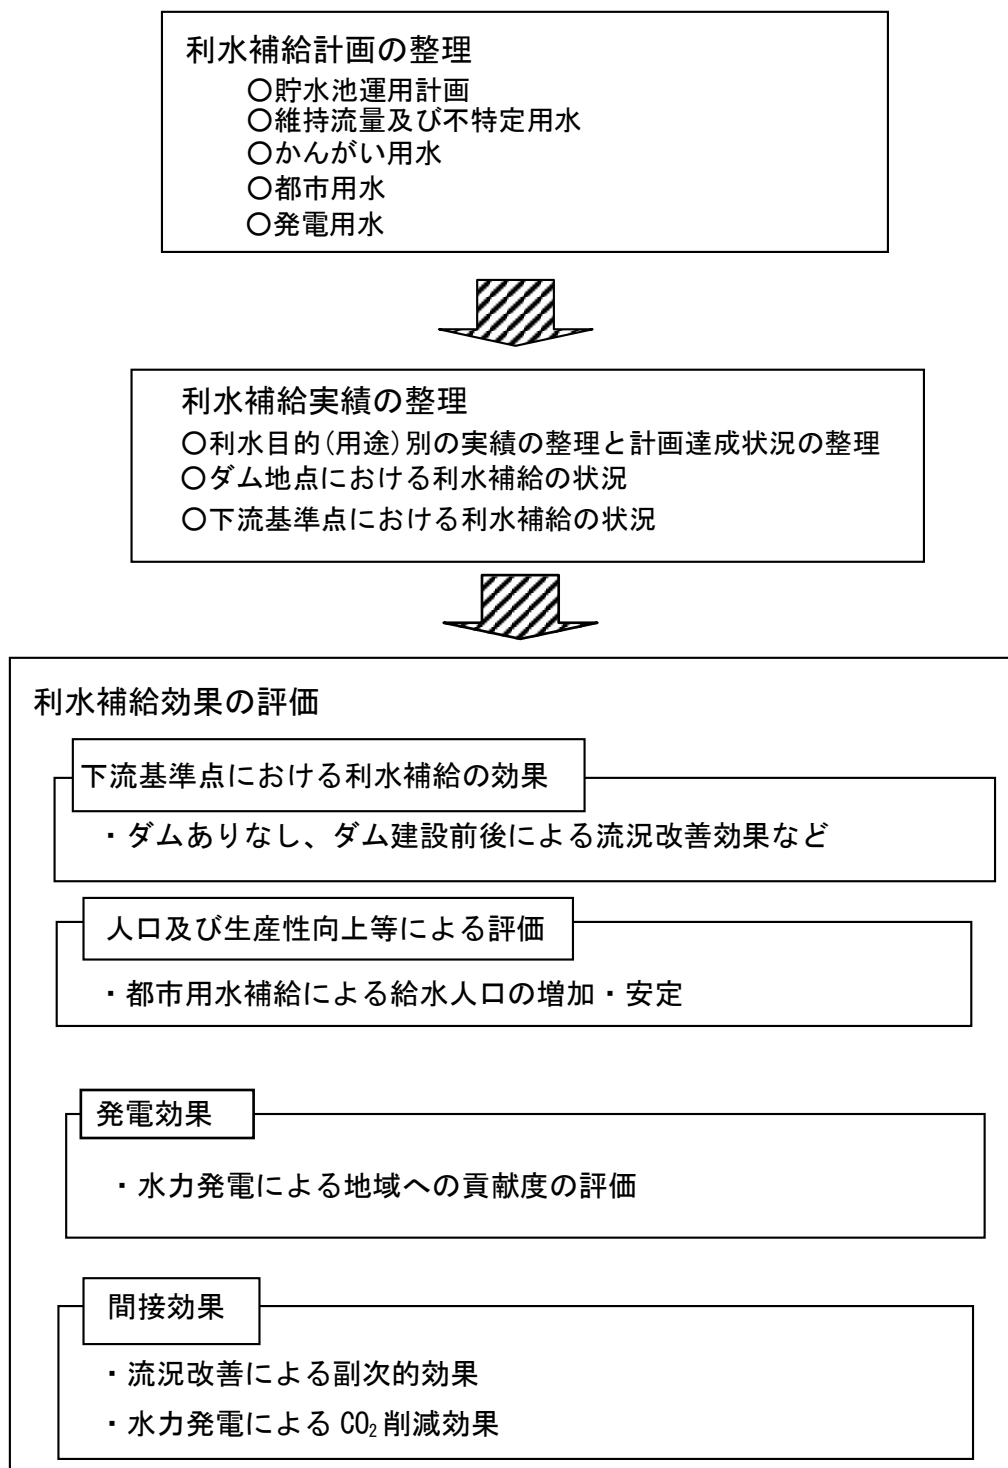 利水補給計画の整理
〇貯水池運用計画
〇維持流量及び不特定用水
〇かんがい用水
〇都市用水
〇発電用水
利水補給実績の整理
〇利水目的(用途)別の実績の整理と計画達成状況の整理
〇ダム地点における利水補給の状況
〇下流基準点における利水補給の状況
利水補給効果の評価
下流基準点における利水補給の効果
・ダムありなし、ダム建設前後による流況改善効果など
人口及び生産性向上等による評価
・都市用水補給による給水人口の増加・安定
発電効果
・水力発電による地域への貢献度の評価
間接効果
・流況改善による副次的効果
・水力発電による CO₂ 削減効果